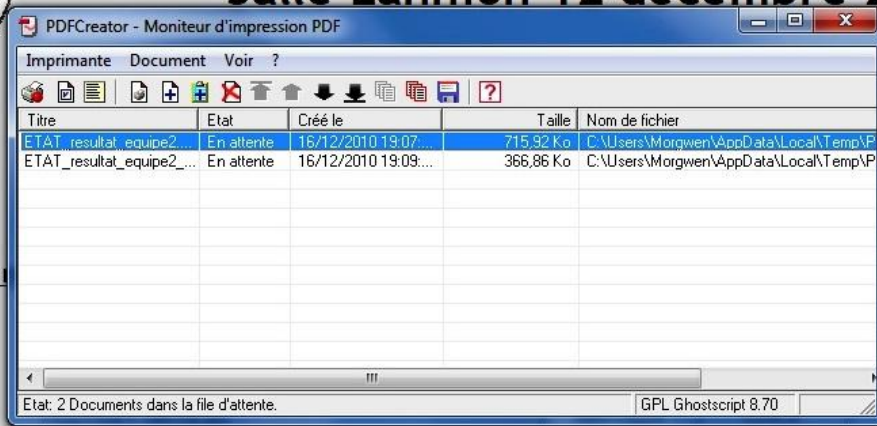 PDFCreator - Moniteur d'impression PDF
Imprimante Document Voir ?
Titre Etat Créé le Taille Nom de fichier
ETAT_resultat_equipe2.... En attente 16/12/2010 19:07:... 715,92 Ko C:\Users\Morgwen\AppData\Local\Temp\P
ETAT_resultat_equipe2_... En attente 16/12/2010 19:09:... 366,86 Ko C:\Users\Morgwen\AppData\Local\Temp\P
Etat: 2 Documents dans la file d'attente. GPL Ghostscript 8.70